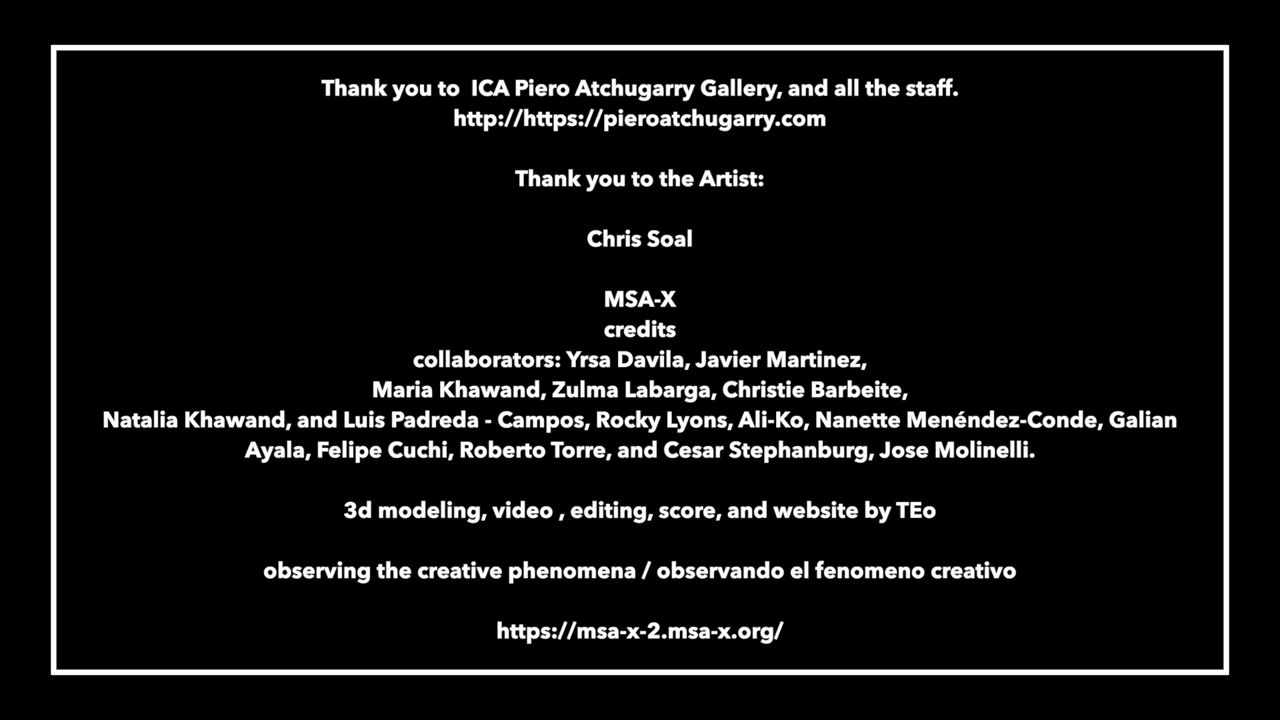 Thank you to  ICA Piero Atchugarry Gallery, and all the staff.
http://https://pieroatchugarry.com
Thank you to the Artist:
Chris Soal
MSA-X
credits
collaborators: Yrsa Davila, Javier Martinez,
Maria Khawand, Zulma Labarga, Christie Barbeite,
Natalia Khawand, and Luis Padreda - Campos, Rocky Lyons, Ali-Ko, Nanette Menéndez-Conde, Galian
Ayala, Felipe Cuchi, Roberto Torre, and Cesar Stephanburg, Jose Molinelli.
3d modeling, video , editing, score, and website by TEo
observing the creative phenomena / observando el fenomeno creativo
https://msa-x-2.msa-x.org/